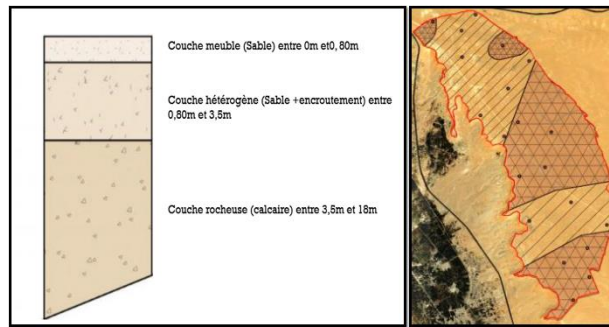 Couche meuble (Sable) entre 0m et0, 80m
Couche hétérogène (Sable +encroutement) entre
0,80m et 3,5m
Couche rocheuse (calcaire) entre 3,5m et 18m